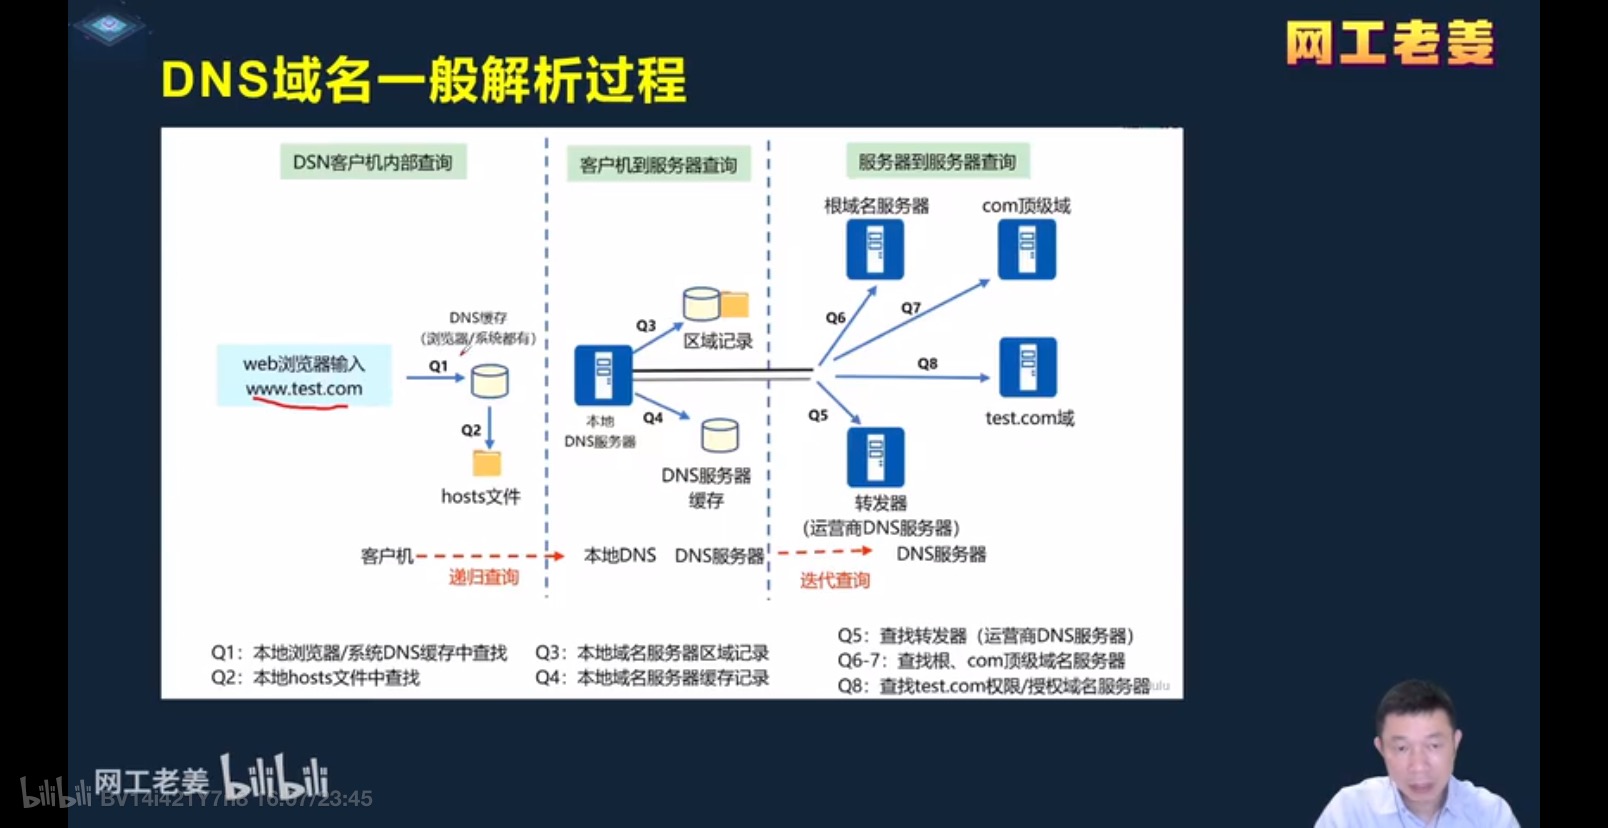 网工老姜
DNS域名一般解析过程
DSN客户机内部查询
客户机到服务器查询
服务器到服务器查询
根域名服务器
com顶级域
DNS缓存
(浏览器/系统都有)
web浏览器输入
www.test.com
Q1
Q2
hosts文件
Q3
区域记录
本地
DNS服务器
Q4
DNS服务器
缓存
Q6
Q7
Q8
test.com域
Q5
转发器
(运营商DNS服务器)
客户机
递归查询
本地DNS
DNS服务器
迭代查询
DNS服务器
Q1：本地浏览器/系统DNS缓存中查找
Q2：本地hosts文件中查找
Q3：本地域名服务器区域记录
Q4：本地域名服务器缓存记录
Q5：查找转发器（运营商DNS服务器）
Q6-7：查找根、com顶级域名服务器
Q8：查找test.com权限/授权域名服务器
网工老姜 bilibili
bilibili
16:07/23:45